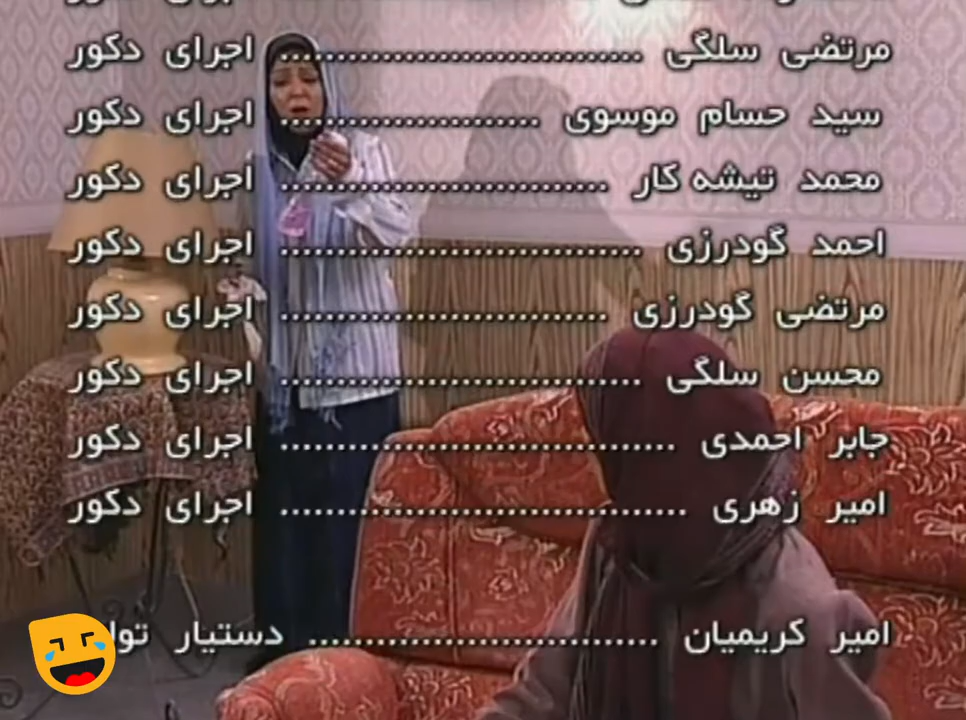 مرتضی سلگی .................................. اجرای دکور
سید حسام موسوی ........................ اجرای دکور
محمد تیشه کار .............................. اجرای دکور
احمد گودرزی .................................. اجرای دکور
مرتضی گودرزی .............................. اجرای دکور
محسن سلگی .................................. اجرای دکور
جابر احمدی ..................................... اجرای دکور
امیر زهری ...................................... اجرای دکور
امیر کریمیان ................................. دستیار